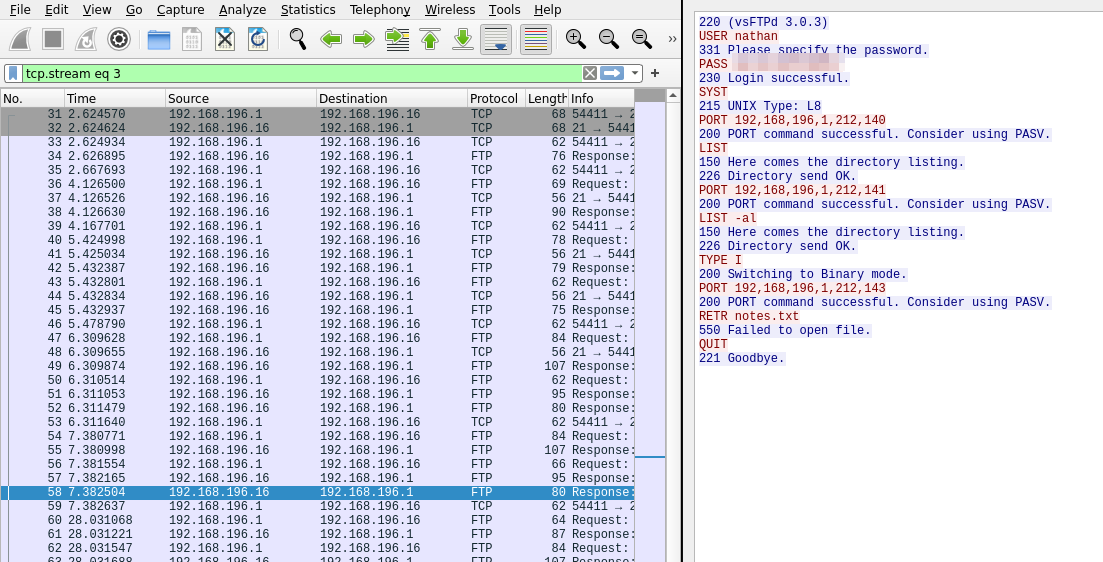 File Edit View Go Capture Analyze Statistics Telephony Wireless Tools Help
tcp.stream eq 3
No. Time Source Destination Protocol Length Info
31 2.624570 192.168.196.1 192.168.196.16 TCP 68 54411 → 2
32 2.624624 192.168.196.16 192.168.196.1 TCP 68 21 → 5441
33 2.624934 192.168.196.1 192.168.196.16 TCP 62 54411 → 2
34 2.626895 192.168.196.16 192.168.196.1 FTP 76 Response:
35 2.667693 192.168.196.1 192.168.196.16 TCP 62 54411 → 2
36 4.126500 192.168.196.1 192.168.196.16 FTP 69 Request:
37 4.126526 192.168.196.16 192.168.196.1 TCP 56 21 → 5441
38 4.126630 192.168.196.16 192.168.196.1 FTP 90 Response:
39 4.167701 192.168.196.1 192.168.196.16 TCP 62 54411 → 2
40 5.424998 192.168.196.1 192.168.196.16 FTP 78 Request:
41 5.425034 192.168.196.16 192.168.196.1 TCP 56 21 → 5441
42 5.432387 192.168.196.16 192.168.196.1 FTP 79 Response:
43 5.432801 192.168.196.1 192.168.196.16 FTP 62 Request:
44 5.432834 192.168.196.16 192.168.196.1 TCP 56 21 → 5441
45 5.432937 192.168.196.16 192.168.196.1 FTP 75 Response:
46 5.478790 192.168.196.1 192.168.196.16 TCP 62 54411 → 2
47 6.309628 192.168.196.1 192.168.196.16 FTP 84 Request:
48 6.309655 192.168.196.16 192.168.196.1 TCP 56 21 → 5441
49 6.309874 192.168.196.16 192.168.196.1 FTP 107 Response:
50 6.310514 192.168.196.1 192.168.196.16 FTP 62 Request:
51 6.311053 192.168.196.16 192.168.196.1 FTP 95 Response:
52 6.311479 192.168.196.16 192.168.196.1 FTP 80 Response:
53 6.311640 192.168.196.1 192.168.196.16 TCP 62 54411 → 2
54 7.380771 192.168.196.1 192.168.196.16 FTP 84 Request:
55 7.380998 192.168.196.16 192.168.196.1 FTP 107 Response:
56 7.381554 192.168.196.1 192.168.196.16 FTP 66 Request:
57 7.382165 192.168.196.16 192.168.196.1 FTP 95 Response:
58 7.382504 192.168.196.16 192.168.196.1 FTP 80 Response:
59 7.382637 192.168.196.1 192.168.196.16 TCP 62 54411 → 2
60 28.031068 192.168.196.1 192.168.196.16 FTP 64 Request:
61 28.031221 192.168.196.16 192.168.196.1 FTP 87 Response:
62 28.031547 192.168.196.1 192.168.196.16 FTP 84 Request:
63 28.031688 192.168.196.16 192.168.196.1 FTP 107 Response:
220 (vsFTPd 3.0.3)
USER nathan
331 Please specify the password.
PASS
230 Login successful.
SYST
215 UNIX Type: L8
PORT 192,168,196,1,212,140
200 PORT command successful. Consider using PASV.
LIST
150 Here comes the directory listing.
226 Directory send OK.
PORT 192,168,196,1,212,141
200 PORT command successful. Consider using PASV.
LIST -al
150 Here comes the directory listing.
226 Directory send OK.
TYPE I
200 Switching to Binary mode.
PORT 192,168,196,1,212,143
200 PORT command successful. Consider using PASV.
RETR notes.txt
550 Failed to open file.
QUIT
221 Goodbye.